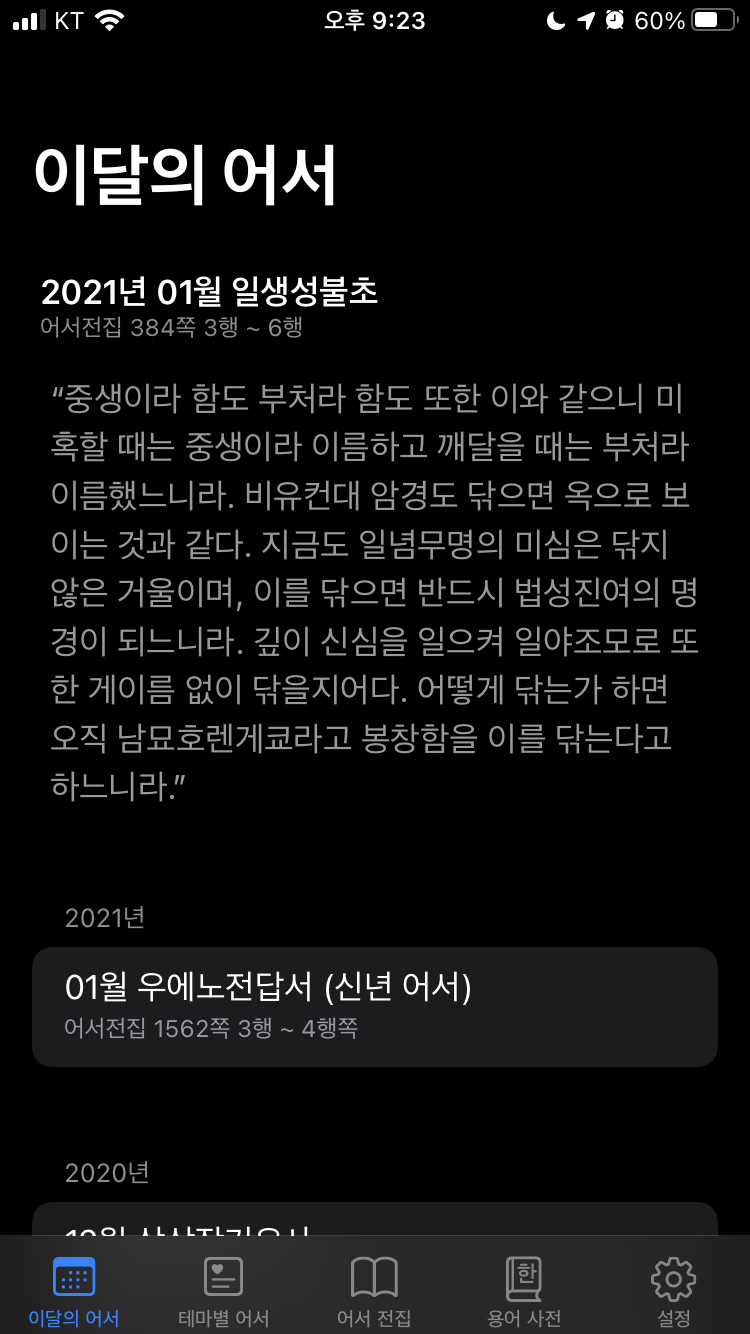 KT 오후 9:23 60%
이달의 어서
2021년 01월 일생성불초
어서전집 384쪽 3행 ~ 6행
“중생이라 함도 부처라 함도 또한 이와 같으니 미
혹할 때는 중생이라 이름하고 깨달을 때는 부처라
이름했느니라. 비유컨대 암경도 닦으면 옥으로 보
이는 것과 같다. 지금도 일념무명의 미심은 닦지
않은 거울이며, 이를 닦으면 반드시 법성진여의 명
경이 되느니라. 깊이 신심을 일으켜 일야조모로 또
한 게이름 없이 닦을지어다. 어떻게 닦는가 하면
오직 남묘호렌게쿄라고 봉창함을 이를 닦는다고
하느니라.”
2021년
01월 우에노전답서 (신년 어서)
어서전집 1562쪽 3행 ~ 4행쪽
2020년
한
이달의 어서 테마별 어서 어서 전집 용어 사전 설정